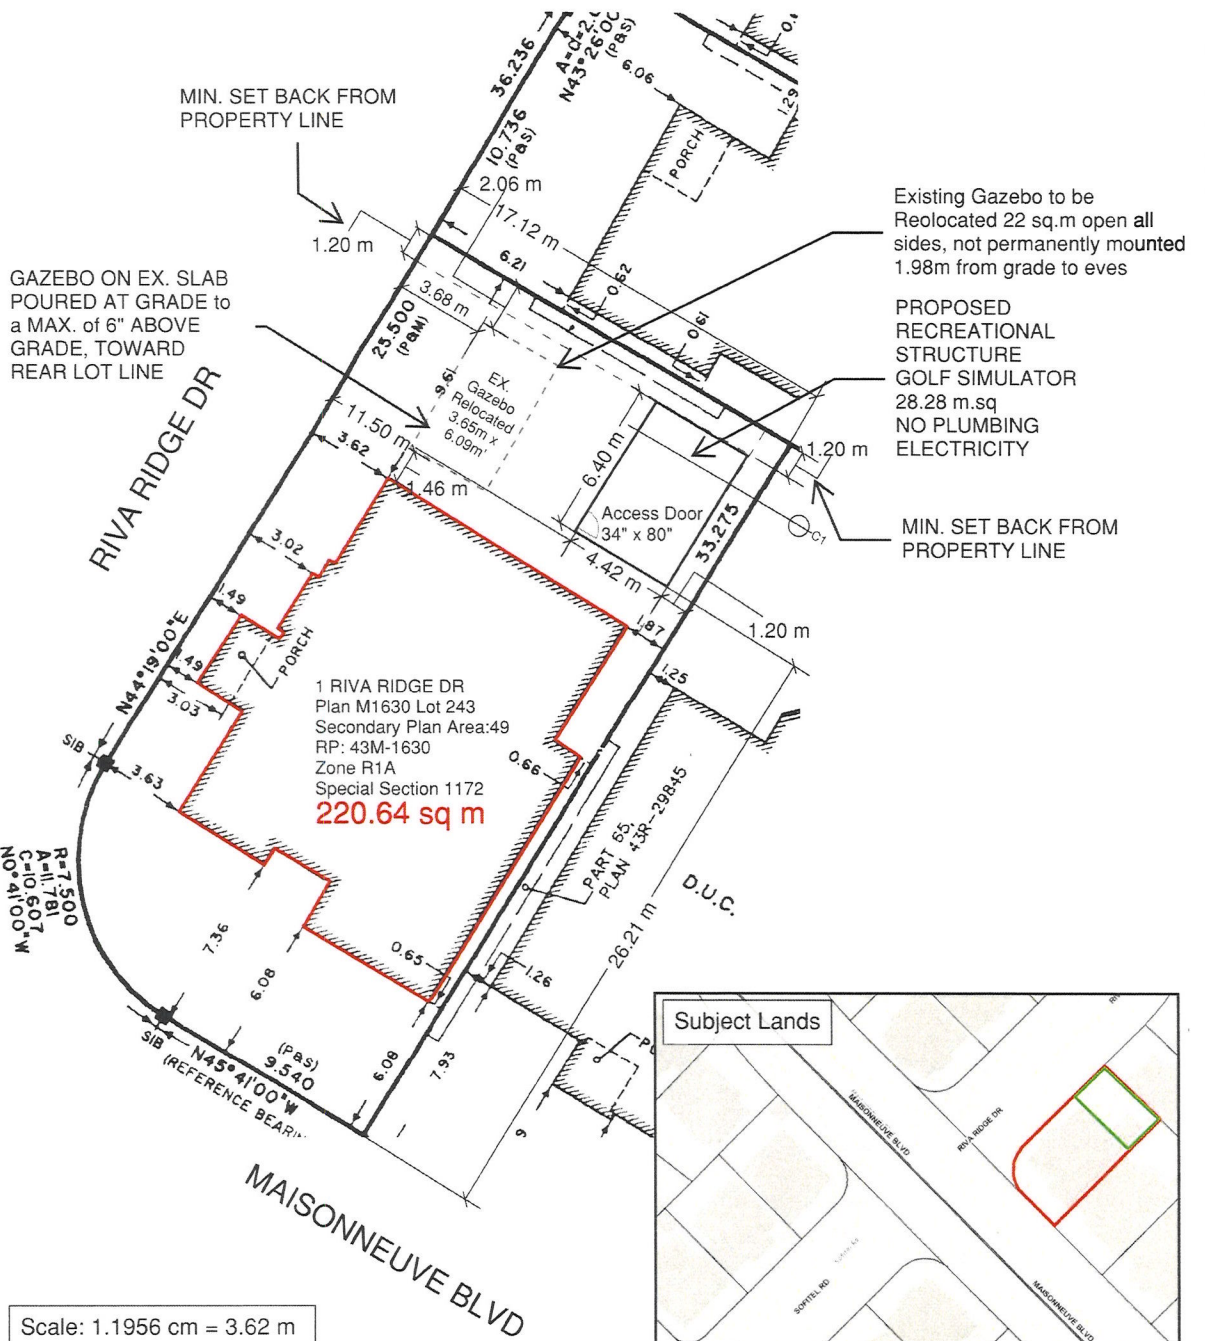 MIN. SET BACK FROM
PROPERTY LINE
36.236
N43°26'00
(P&S)
6.06
1.29
10.736
(P&S)
2.06 m
17.12 m
PORCH
1.20 m
6.21
0.62
Existing Gazebo to be
Reolocated 22 sq.m open all
sides, not permanently mounted
1.98m from grade to eves
GAZEBO ON EX. SLAB
POURED AT GRADE to
a MAX. of 6" ABOVE
GRADE, TOWARD
REAR LOT LINE
3.68 m
25.500
(P&M)
0.61
PROPOSED
RECREATIONAL
STRUCTURE
GOLF SIMULATOR
28.28 m.sq
NO PLUMBING
ELECTRICITY
RIVA RIDGE DR
9.61
EX.
Gazebo
Relocated
3.65m x
6.09m'
11.50 m
3.62
1.46 m
6.40 m
1.20 m
Access Door
34" x 80"
33.275
C1
MIN. SET BACK FROM
PROPERTY LINE
3.02
4.42 m
1.20 m
1.49
1.87
N44°19'00"E
1.49
PORCH
3.03
1.25
1 RIVA RIDGE DR
Plan M1630 Lot 243
Secondary Plan Area:49
RP: 43M-1630
Zone R1A
Special Section 1172
220.64 sq m
SIB
3.63
0.66
PART 65,
PLAN 43R-29845
D.U.C.
R=7.500
A=11.781
C=10.607
N0°41'00"W
7.36
6.08
0.65
1.26
26.21 m
SIB
N45°41'00"W
(REFERENCE BEARIN
(P&S)
9.540
6.08
7.93
MAISONNEUVE BLVD
Subject Lands
MAISONNEUVE BLVD
RIVA RIDGE DR
SOFITEL RD
MAISONNEUVE BLVD
Scale: 1.1956 cm = 3.62 m